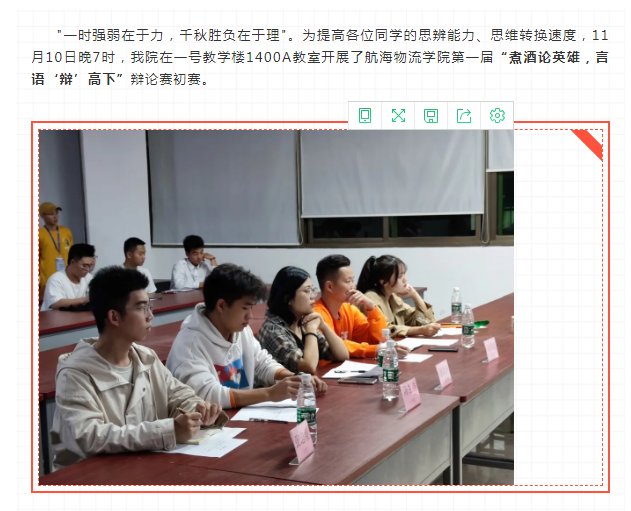 "一时强弱在于力，千秋胜负在于理"。为提高各位同学的思辨能力、思维转换速度，11
月10日晚7时，我院在一号教学楼1400A教室开展了航海物流学院第一届“煮酒论英雄，言
语‘辩’高下”辩论赛初赛。